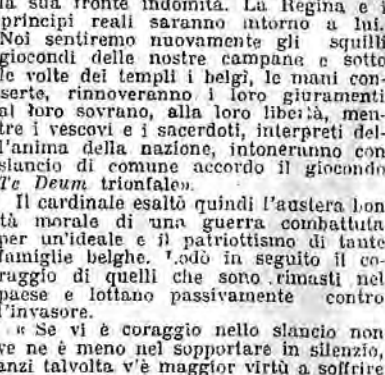 la sua fronte indomita. La Regina e i
principi reali saranno intorno a lui.
Noi sentiremo nuovamente gli squilli
giocondi delle nostre campane e sotto
le volte dei templi i belgi, le mani con-
serte, rinnoveranno i loro giuramenti
al loro sovrano, alla loro libertà, men-
tre i vescovi e i sacerdoti, interpreti del-
l'anima della nazione, intoneranno con
slancio di comune accordo il giocondo
Te Deum trionfale».
Il cardinale esaltò quindi l'austera bon
tà morale di una guerra combattuta
per un'ideale e il patriottismo di tante
famiglie belghe. Lodò in seguito il co-
raggio di quelli che sono rimasti nel
paese e lottano passivamente contro
l'invasore.
« Se vi è coraggio nello slancio non
ve ne è meno nel sopportare in silenzio,
anzi talvolta v'è maggior virtù a soffrire